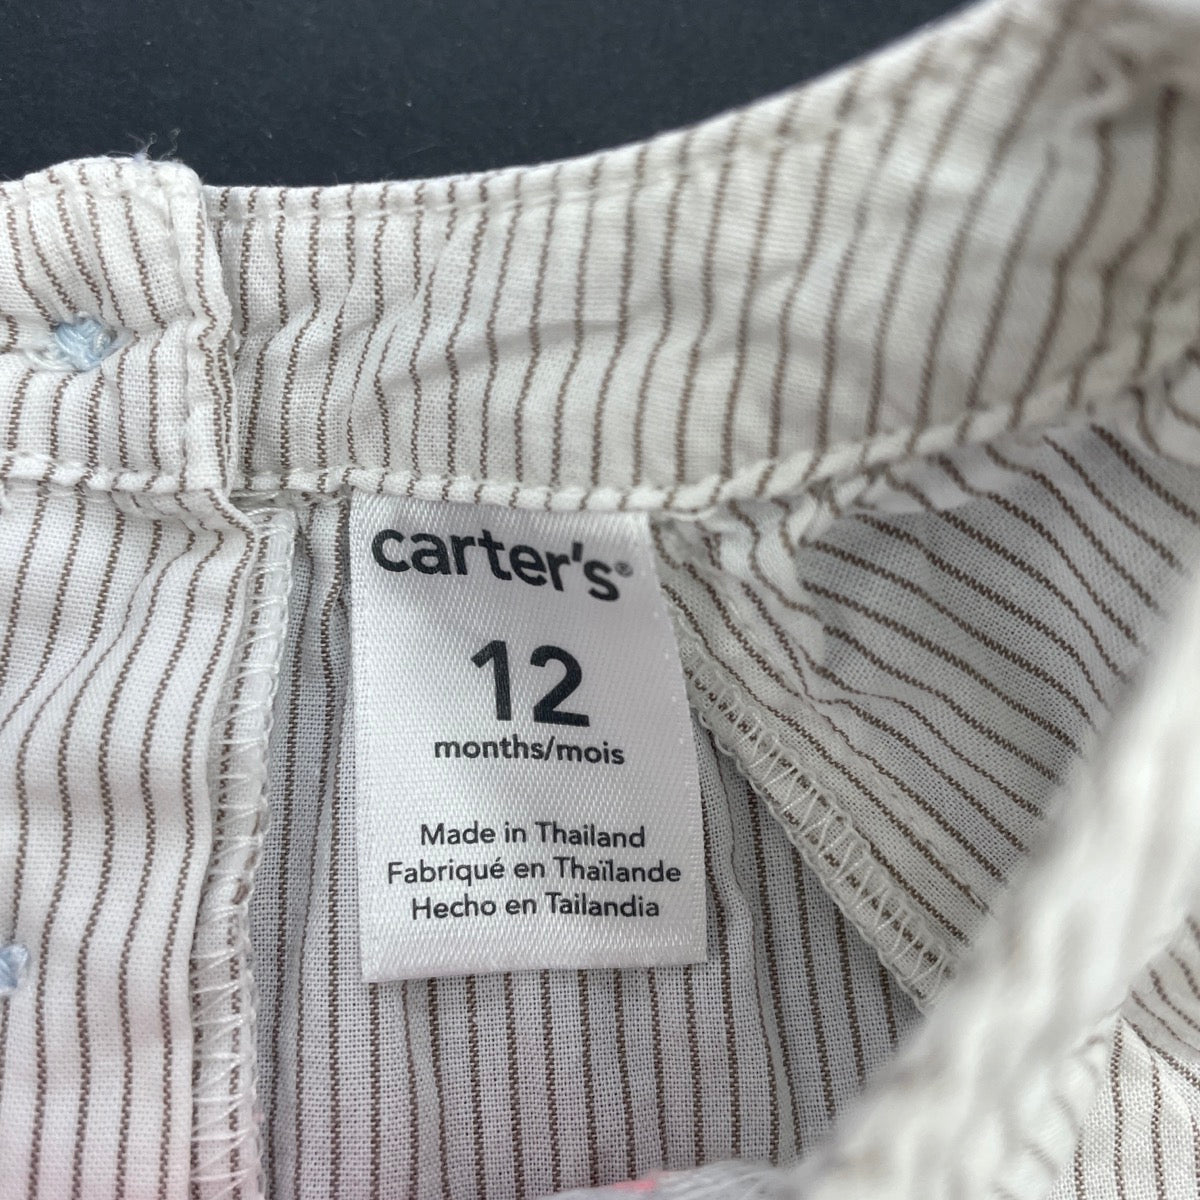 carter's®
12
months/mois
Made in Thailand
Fabriqué en Thaïlande
Hecho en Tailandia